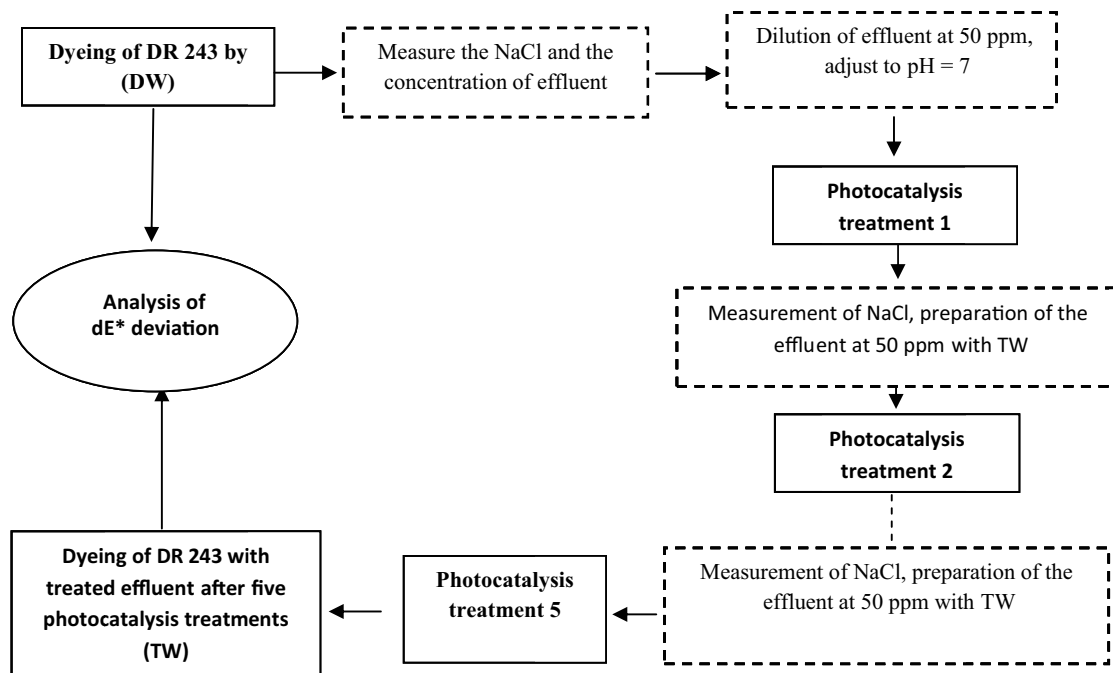 Dyeing of DR 243 by
(DW)
Measure the NaCl and the
concentration of effluent
Dilution of effluent at 50 ppm,
adjust to pH = 7
Photocatalysis
treatment 1
Measurement of NaCl, preparation of the
effluent at 50 ppm with TW
Photocatalysis
treatment 2
Measurement of NaCl, preparation of the
effluent at 50 ppm with TW
Photocatalysis
treatment 5
Dyeing of DR 243 with
treated effluent after five
photocatalysis treatments
(TW)
Analysis of
dE* deviation